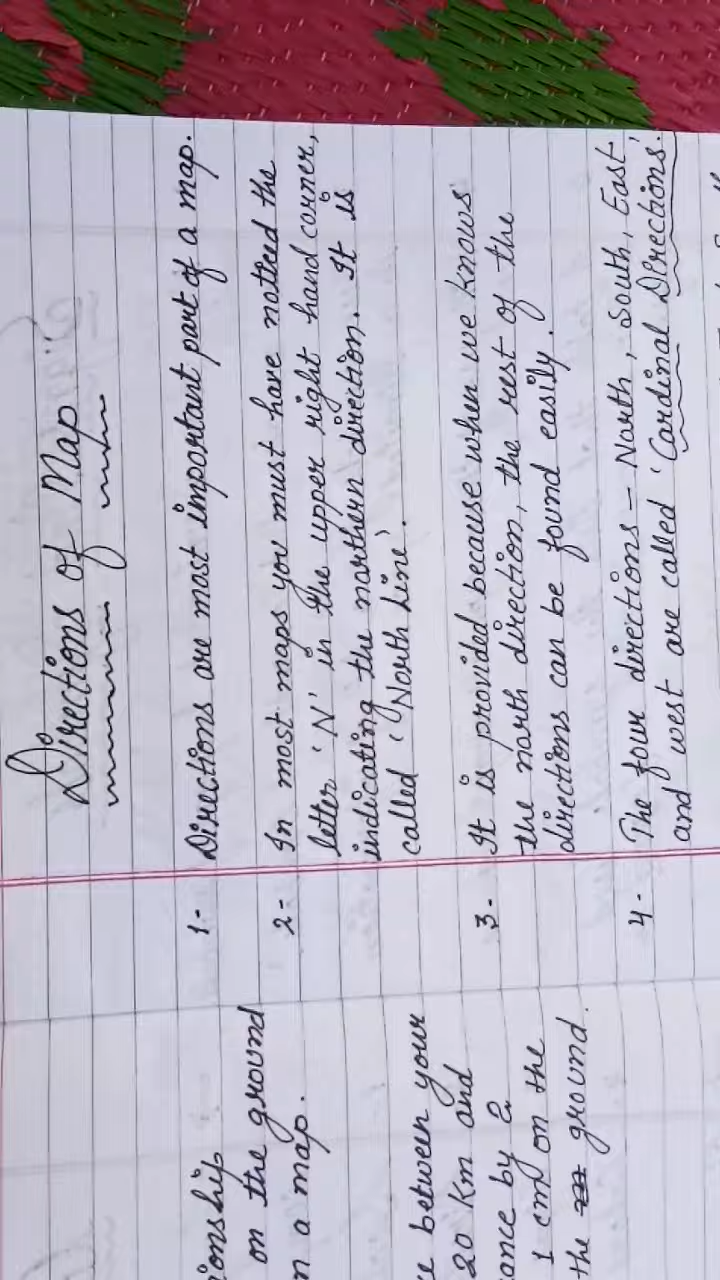 ionship
on the ground
n a map.
between your
20 Km and
ance by 2
1 cm on the
the ground.
Directions of Map
1- Directions are most important part of a map.
2- In most maps you must have noticed the
letter 'N' in the upper right hand corner,
indicating the northern direction. It is
called 'North Line'.
3- It is provided because when we knows
the north direction, the rest of the
directions can be found easily.
4- The four directions - North, South, East,
and west are called 'Cardinal Directions'.